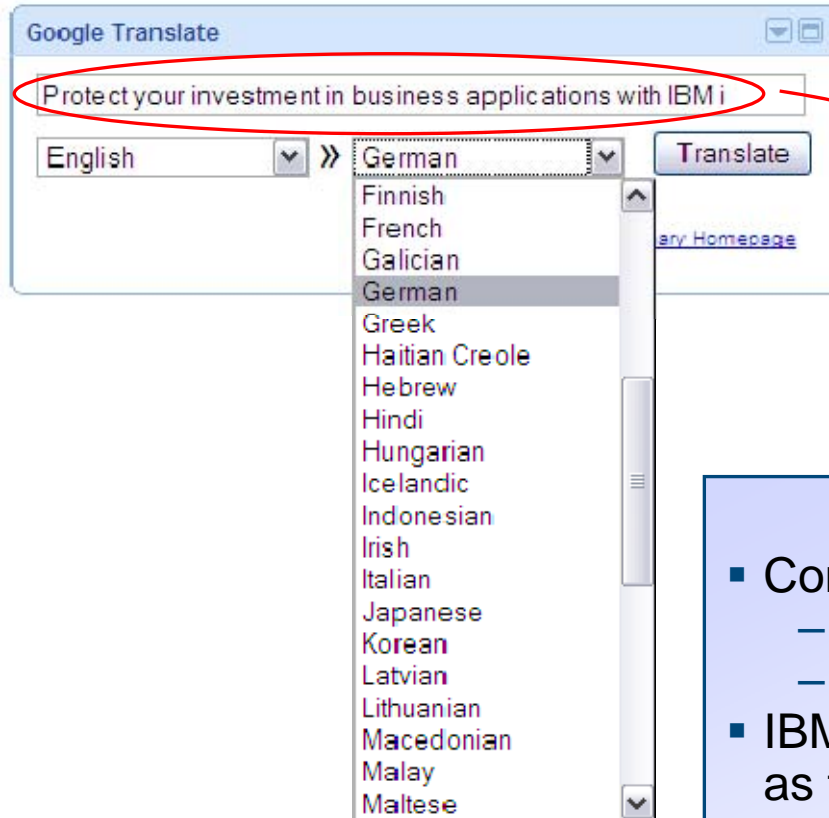 Google Translate
Protect your investment in business applications with IBM i
English » German Translate
Finnish
French
ary Homepage
Galician
German
Greek
Haitian Creole
Hebrew
Hindi
Hungarian
Icelandic
Indonesian
Irish
Italian
Japanese
Korean
Latvian
Lithuanian
Macedonian
Malay
Maltese
▪ Co
–
–
▪ IBM
as